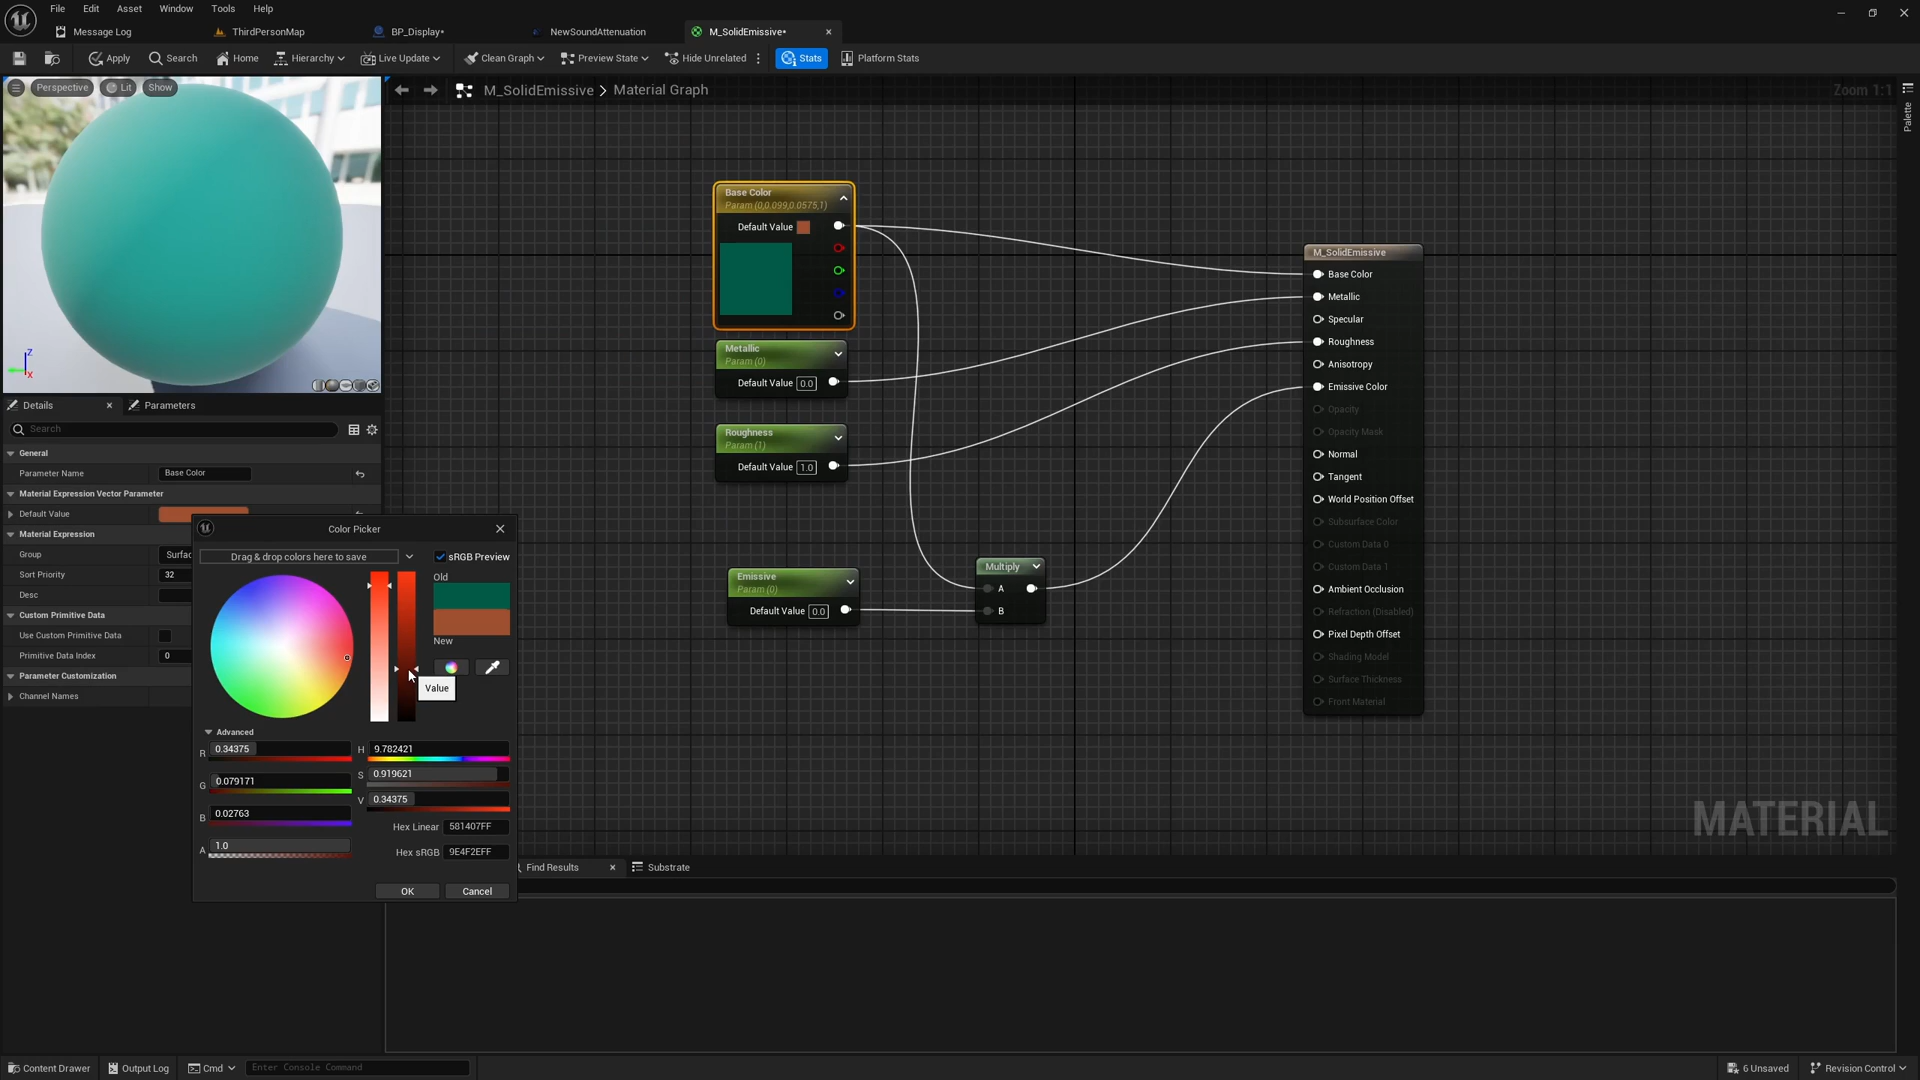 File Edit Asset Window Tools Help
Message Log ThirdPersonMap BP_Display• NewSoundAttenuation M_SolidEmissive•
Apply Search Home Hierarchy Live Update Clean Graph Preview State Hide Unrelated Stats Platform Stats
Perspective Lit Show
M_SolidEmissive > Material Graph
Zoom 1:1
Palette
Base Color
Param (0,0.099,0.0575,1)
Default Value
Metallic
Param (0)
Default Value 0.0
Roughness
Param (1)
Default Value 1.0
Emissive
Param (0)
Default Value 0.0
Multiply
A
B
M_SolidEmissive
Base Color
Metallic
Specular
Roughness
Anisotropy
Emissive Color
Opacity
Opacity Mask
Normal
Tangent
World Position Offset
Subsurface Color
Custom Data 0
Custom Data 1
Ambient Occlusion
Refraction (Disabled)
Pixel Depth Offset
Shading Model
Surface Thickness
Front Material
MATERIAL
Z
X
Details Parameters
Search
General
Parameter Name Base Color
Material Expression Vector Parameter
Default Value
Material Expression
Group Surfac
Sort Priority 32
Desc
Custom Primitive Data
Use Custom Primitive Data
Primitive Data Index 0
Parameter Customization
Channel Names
Color Picker
Drag & drop colors here to save
sRGB Preview
Old
New
Value
Advanced
R 0.34375 H 9.782421
G 0.079171 S 0.919621
B 0.02763 V 0.34375
Hex Linear 581407FF
A 1.0
Hex sRGB 9E4F2EFF
OK Cancel
Find Results Substrate
Content Drawer Output Log Cmd Enter Console Command 6 Unsaved Revision Control